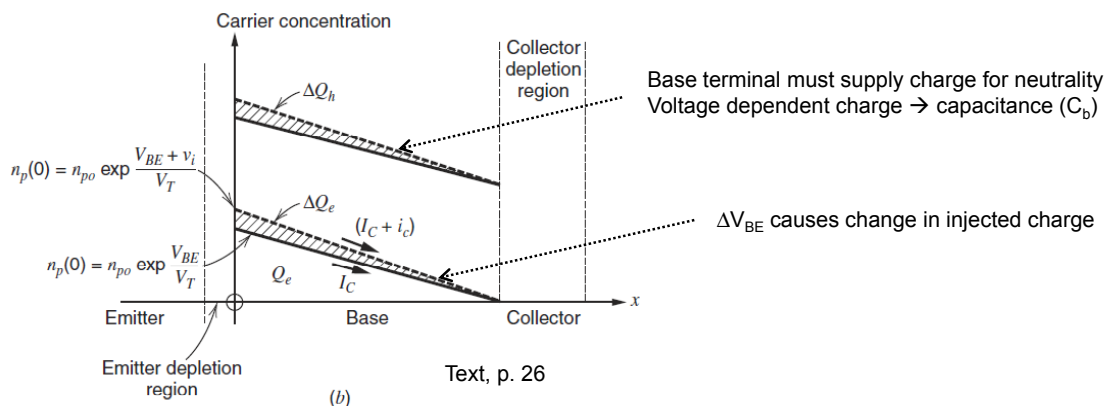 Carrier concentration
Collector
depletion
region
Base terminal must supply charge for neutrality
Voltage dependent charge → capacitance (C_b)
ΔQ_h
n_p(0) = n_po exp (V_BE + v_i)/V_T
ΔQ_e
(I_C + i_c)
ΔV_BE causes change in injected charge
n_p(0) = n_po exp V_BE/V_T
Q_e
I_C
x
Emitter
Base
Collector
Emitter depletion
region
Text, p. 26
(b)